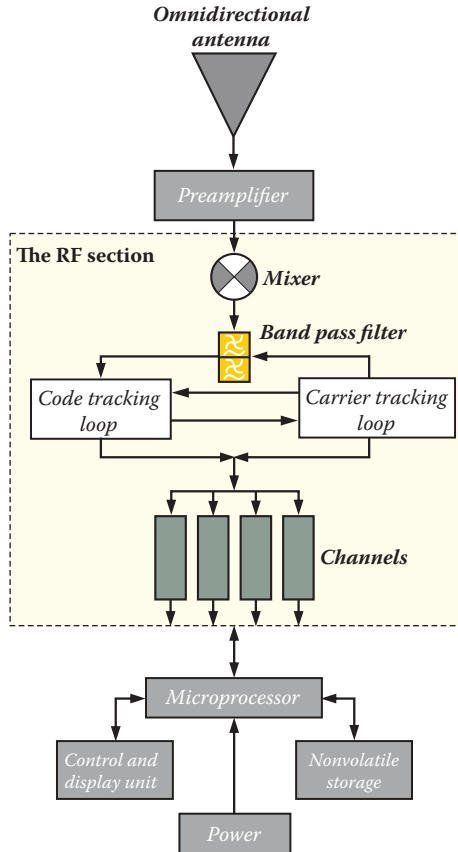 Omnidirectional
antenna
Preamplifier
The RF section
Mixer
Band pass filter
Code tracking
loop
Carrier tracking
loop
Channels
Microprocessor
Control and
display unit
Nonvolatile
storage
Power